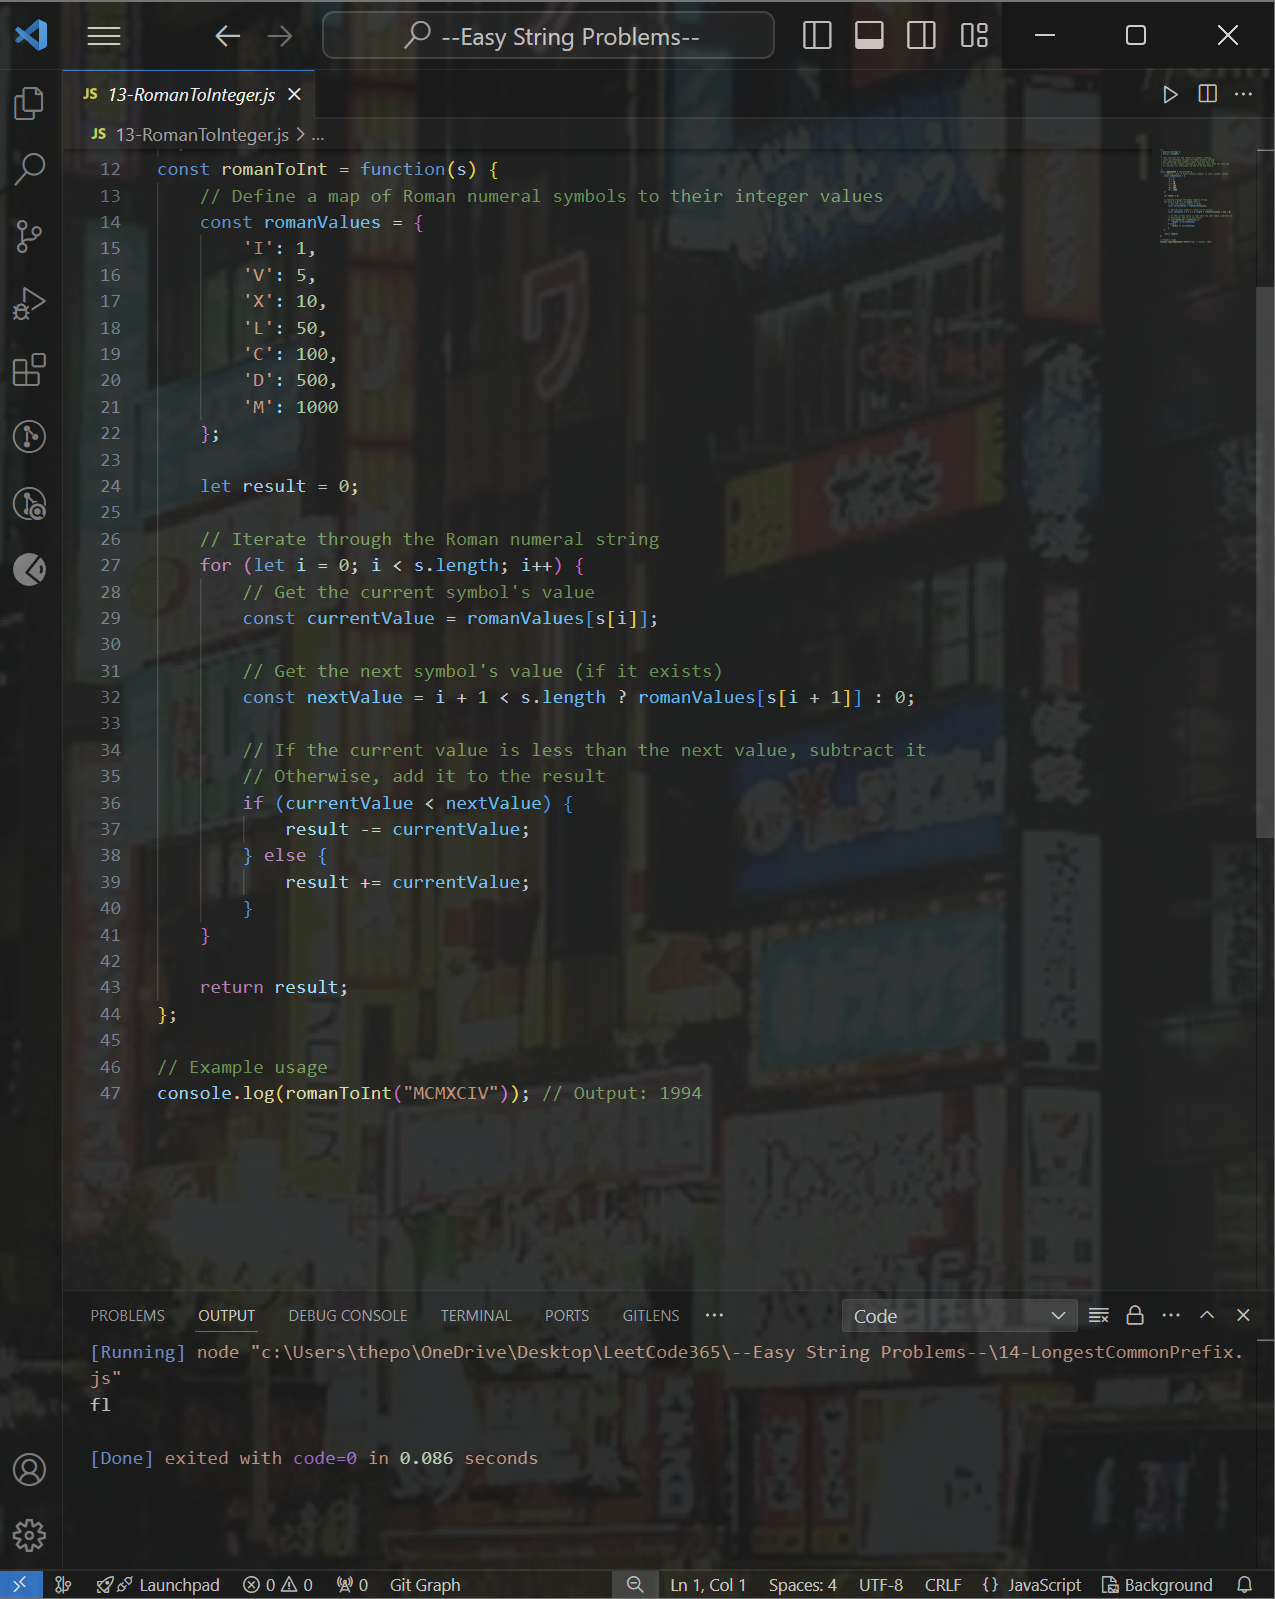 --Easy String Problems--
JS 13-RomanToInteger.js
JS 13-RomanToInteger.js > ...
12 const romanToInt = function(s) {
13 // Define a map of Roman numeral symbols to their integer values
14 const romanValues = {
15 'I': 1,
16 'V': 5,
17 'X': 10,
18 'L': 50,
19 'C': 100,
20 'D': 500,
21 'M': 1000
22 };
23
24 let result = 0;
25
26 // Iterate through the Roman numeral string
27 for (let i = 0; i < s.length; i++) {
28 // Get the current symbol's value
29 const currentValue = romanValues[s[i]];
30
31 // Get the next symbol's value (if it exists)
32 const nextValue = i + 1 < s.length ? romanValues[s[i + 1]] : 0;
33
34 // If the current value is less than the next value, subtract it
35 // Otherwise, add it to the result
36 if (currentValue < nextValue) {
37 result -= currentValue;
38 } else {
39 result += currentValue;
40 }
41 }
42
43 return result;
44 };
45
46 // Example usage
47 console.log(romanToInt("MCMXCIV")); // Output: 1994
PROBLEMS OUTPUT DEBUG CONSOLE TERMINAL PORTS GITLENS ··· Code
[Running] node "c:\Users\thepo\OneDrive\Desktop\LeetCode365\--Easy String Problems--\14-LongestCommonPrefix.
js"
fl
[Done] exited with code=0 in 0.086 seconds
Launchpad 0 0 0 Git Graph Ln 1, Col 1 Spaces: 4 UTF-8 CRLF {} JavaScript Background